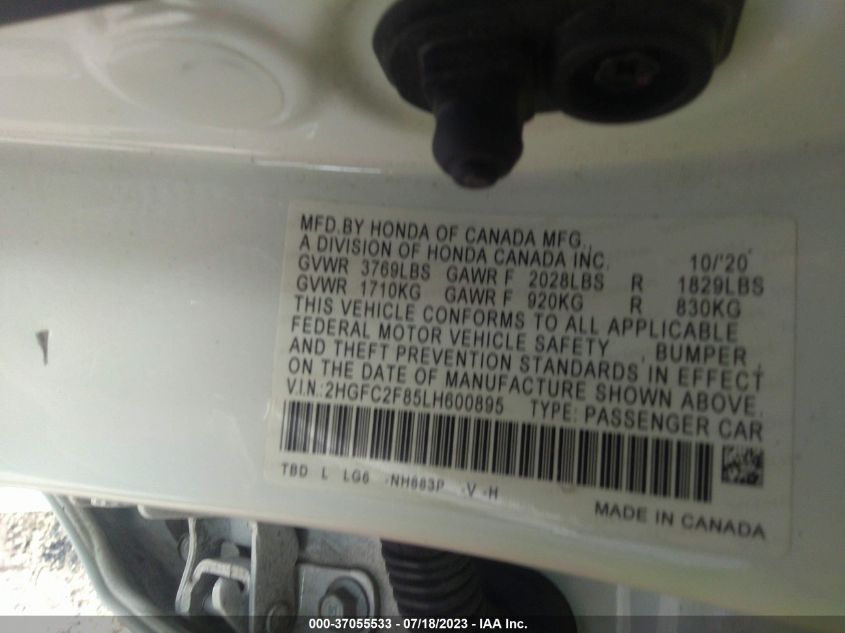 MFD.BY HONDA OF CANADA MFG.,
A DIVISION OF HONDA CANADA INC. 10/'20
GVWR 3769LBS GAWR F 2028LBS R 1829LBS
GVWR 1710KG GAWR F 920KG R 830KG
THIS VEHICLE CONFORMS TO ALL APPLICABLE
FEDERAL MOTOR VEHICLE SAFETY , BUMPER ,
AND THEFT PREVENTION STANDARDS IN EFFECT
ON THE DATE OF MANUFACTURE SHOWN ABOVE.
V.I.N.:2HGFC2F85LH600895 TYPE: PASSENGER CAR
TBD L LG6 -NH883P -V -H
MADE IN CANADA
000-37055533 - 07/18/2023 - IAA Inc.